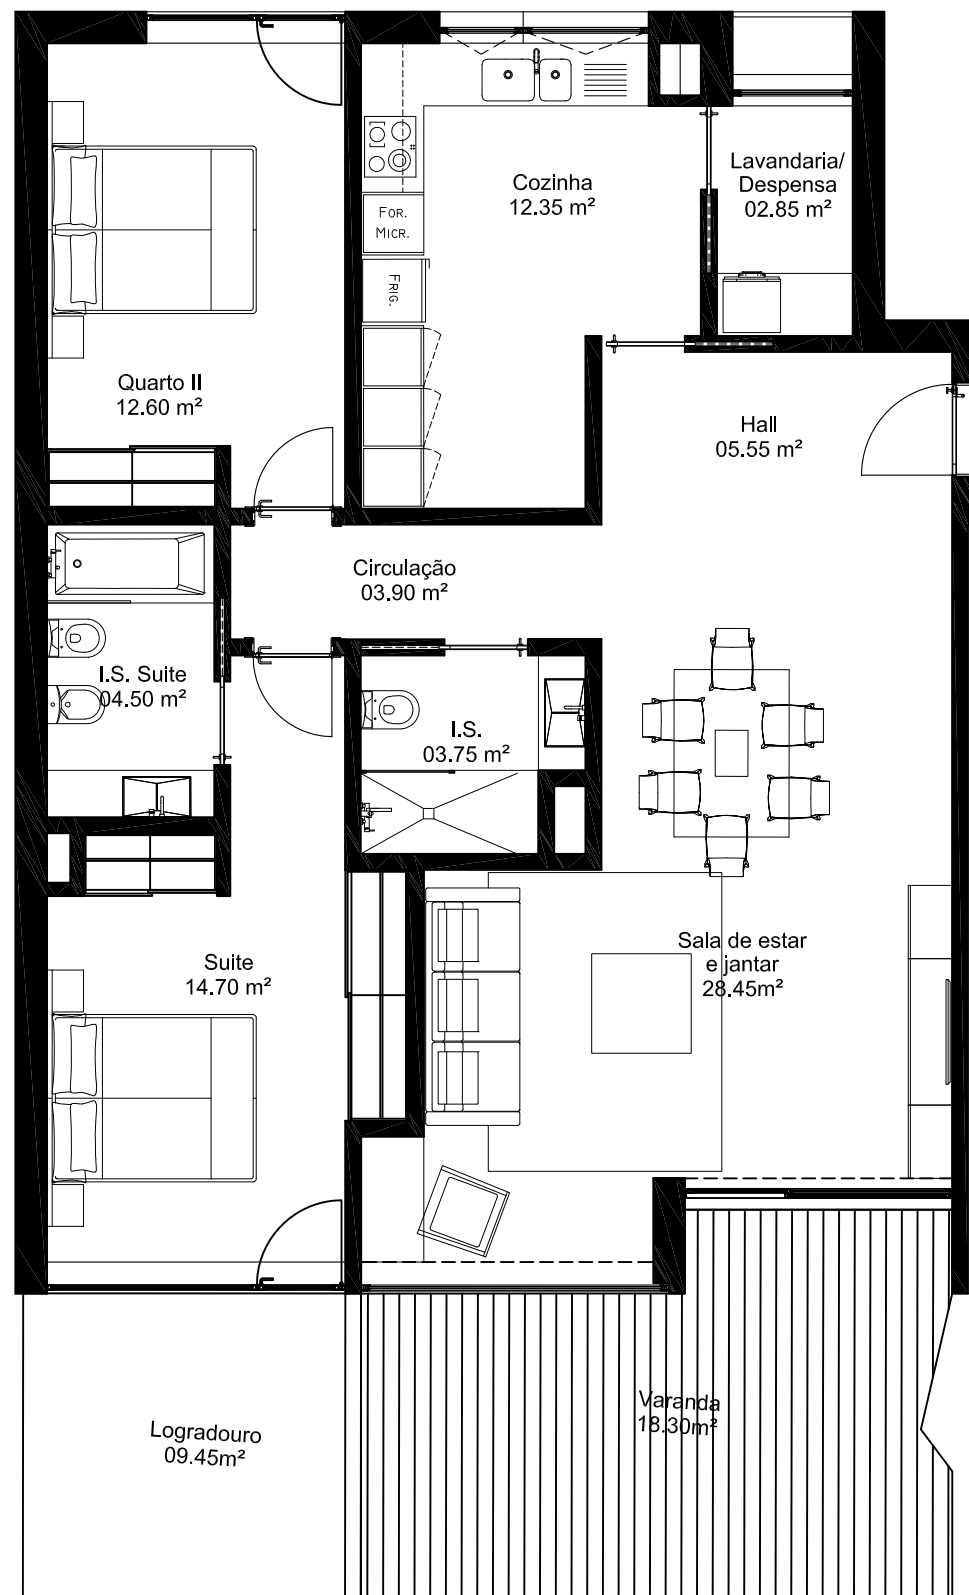 Lavandaria/
Despensa
02.85 m²
Cozinha
12.35 m²
FOR.
MICR.
FRIG.
Quarto II
12.60 m²
Hall
05.55 m²
Circulação
03.90 m²
I.S. Suite
04.50 m²
I.S.
03.75 m²
Sala de estar
e jantar
28.45m²
Suite
14.70 m²
Varanda
18.30m²
Logradouro
09.45m²